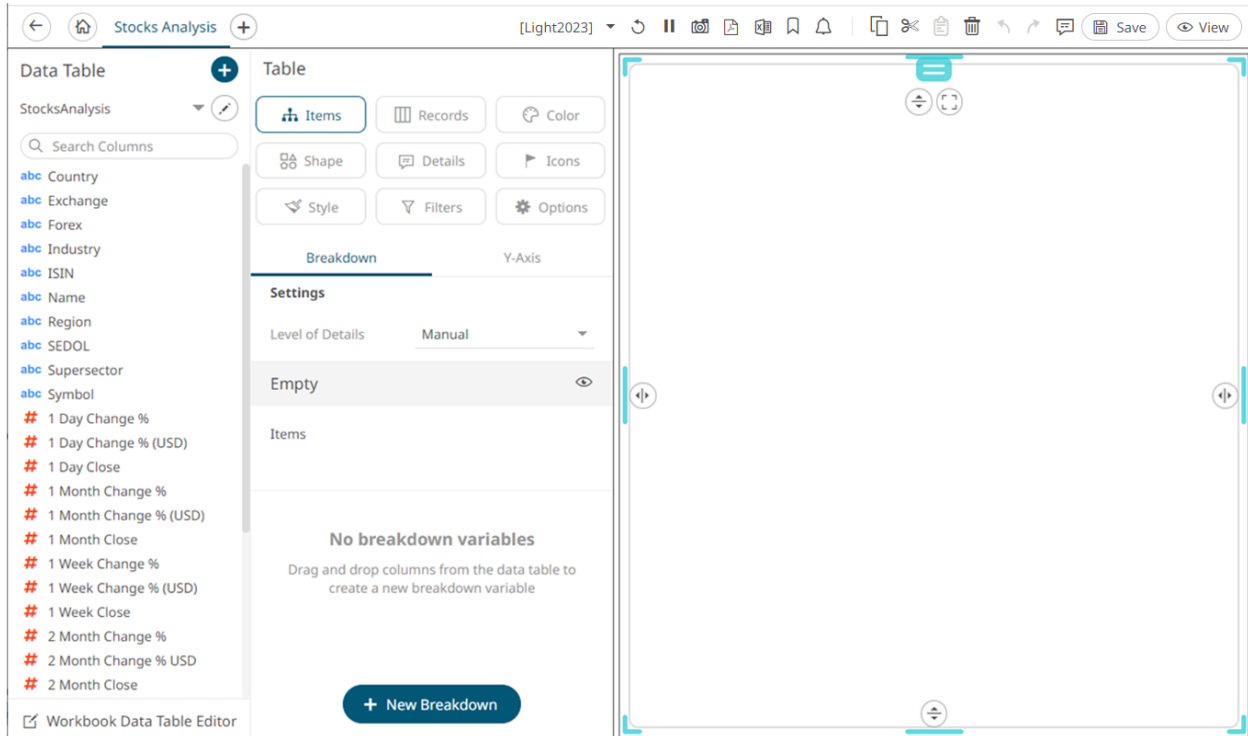 Stocks Analysis
[Light2023]
Save
View
Data Table
StocksAnalysis
Search Columns
abc Country
abc Exchange
abc Forex
abc Industry
abc ISIN
abc Name
abc Region
abc SEDOL
abc Supersector
abc Symbol
# 1 Day Change %
# 1 Day Change % (USD)
# 1 Day Close
# 1 Month Change %
# 1 Month Change % (USD)
# 1 Month Close
# 1 Week Change %
# 1 Week Change % (USD)
# 1 Week Close
# 2 Month Change %
# 2 Month Change % USD
# 2 Month Close
Workbook Data Table Editor
Table
Items
Records
Color
Shape
Details
Icons
Style
Filters
Options
Breakdown
Y-Axis
Settings
Level of Details
Manual
Empty
Items
No breakdown variables
Drag and drop columns from the data table to
create a new breakdown variable
+ New Breakdown